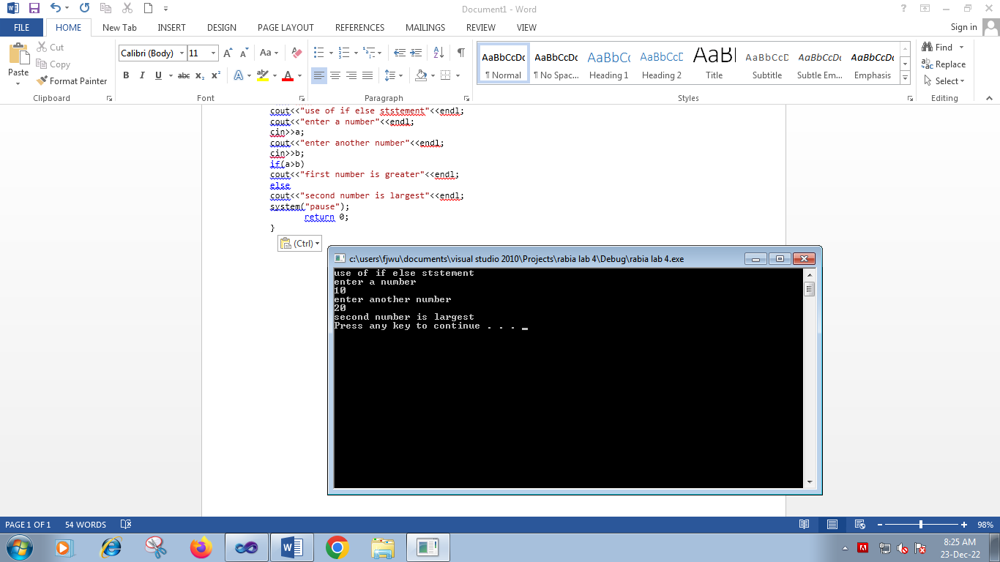 Document1 - Word
FILE HOME New Tab INSERT DESIGN PAGE LAYOUT REFERENCES MAILINGS REVIEW VIEW Sign in
Paste
Cut
Copy
Format Painter
Clipboard
Calibri (Body) 11
Font
Paragraph
AaBbCcDc AaBbCcDc AaBbCc AaBbCcD AaBl AaBbCcD AaBbCcDc AaBbCcDc
¶ Normal ¶ No Spac... Heading 1 Heading 2 Title Subtitle Subtle Em... Emphasis
Styles
Find
Replace
Select
Editing
cout<<"use of if else ststement"<<endl;
cout<<"enter a number"<<endl;
cin>>a;
cout<<"enter another number"<<endl;
cin>>b;
if(a>b)
cout<<"first number is greater"<<endl;
else
cout<<"second number is largest"<<endl;
system("pause");
return 0;
}
(Ctrl)
c:\users\fjwu\documents\visual studio 2010\Projects\rabia lab 4\Debug\rabia lab 4.exe
use of if else ststement
enter a number
10
enter another number
20
second number is largest
Press any key to continue . . .
PAGE 1 OF 1 54 WORDS 98%
8:25 AM
23-Dec-22